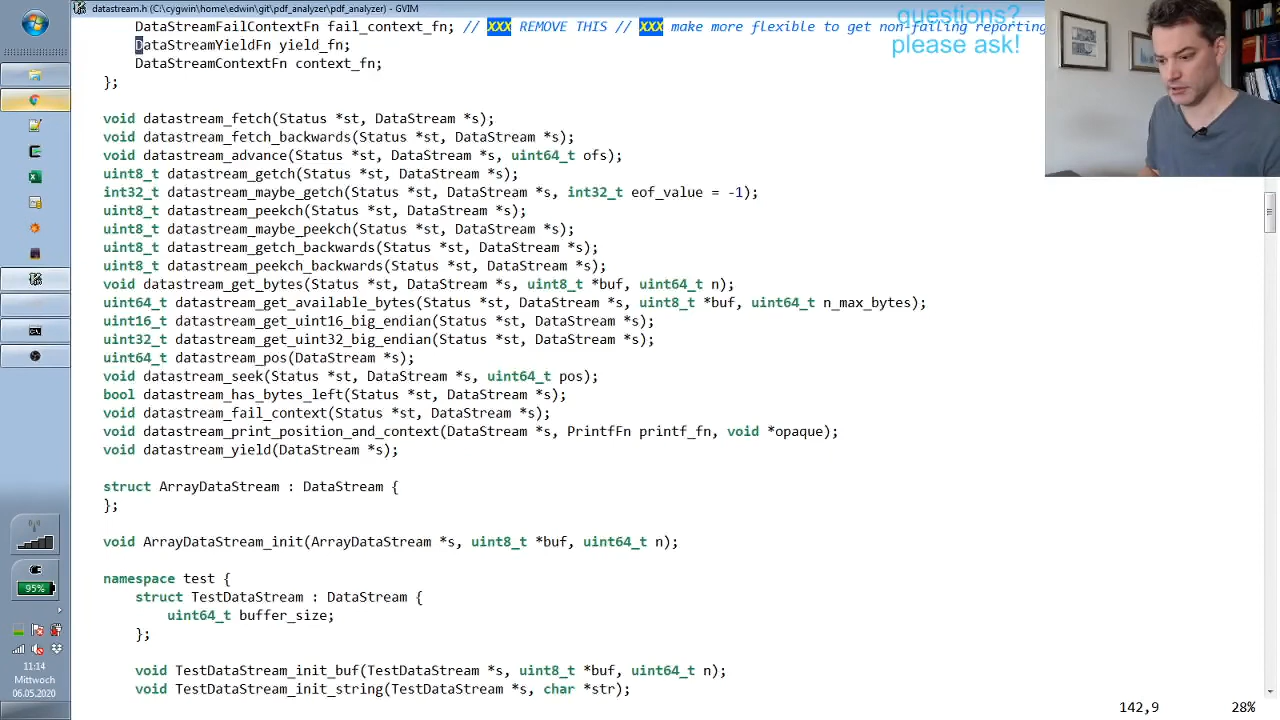 datastream.h (C:\cygwin\home\edwin\git\pdf_analyzer\pdf_analyzer) - GVIM
DataStreamFailContextFn fail_context_fn; // XXX REMOVE THIS // XXX make more flexible to get non-failing reporting
DataStreamYieldFn yield_fn;
DataStreamContextFn context_fn;
};
void datastream_fetch(Status *st, DataStream *s);
void datastream_fetch_backwards(Status *st, DataStream *s);
void datastream_advance(Status *st, DataStream *s, uint64_t ofs);
uint8_t datastream_getch(Status *st, DataStream *s);
int32_t datastream_maybe_getch(Status *st, DataStream *s, int32_t eof_value = -1);
uint8_t datastream_peekch(Status *st, DataStream *s);
uint8_t datastream_maybe_peekch(Status *st, DataStream *s);
uint8_t datastream_getch_backwards(Status *st, DataStream *s);
uint8_t datastream_peekch_backwards(Status *st, DataStream *s);
void datastream_get_bytes(Status *st, DataStream *s, uint8_t *buf, uint64_t n);
uint64_t datastream_get_available_bytes(Status *st, DataStream *s, uint8_t *buf, uint64_t n_max_bytes);
uint16_t datastream_get_uint16_big_endian(Status *st, DataStream *s);
uint32_t datastream_get_uint32_big_endian(Status *st, DataStream *s);
uint64_t datastream_pos(DataStream *s);
void datastream_seek(Status *st, DataStream *s, uint64_t pos);
bool datastream_has_bytes_left(Status *st, DataStream *s);
void datastream_fail_context(Status *st, DataStream *s);
void datastream_print_position_and_context(DataStream *s, PrintfFn printf_fn, void *opaque);
void datastream_yield(DataStream *s);
struct ArrayDataStream : DataStream {
};
void ArrayDataStream_init(ArrayDataStream *s, uint8_t *buf, uint64_t n);
namespace test {
struct TestDataStream : DataStream {
uint64_t buffer_size;
};
void TestDataStream_init_buf(TestDataStream *s, uint8_t *buf, uint64_t n);
void TestDataStream_init_string(TestDataStream *s, char *str);
142,9 28%
questions?
please ask!
95%
11:14
Mittwoch
06.05.2020